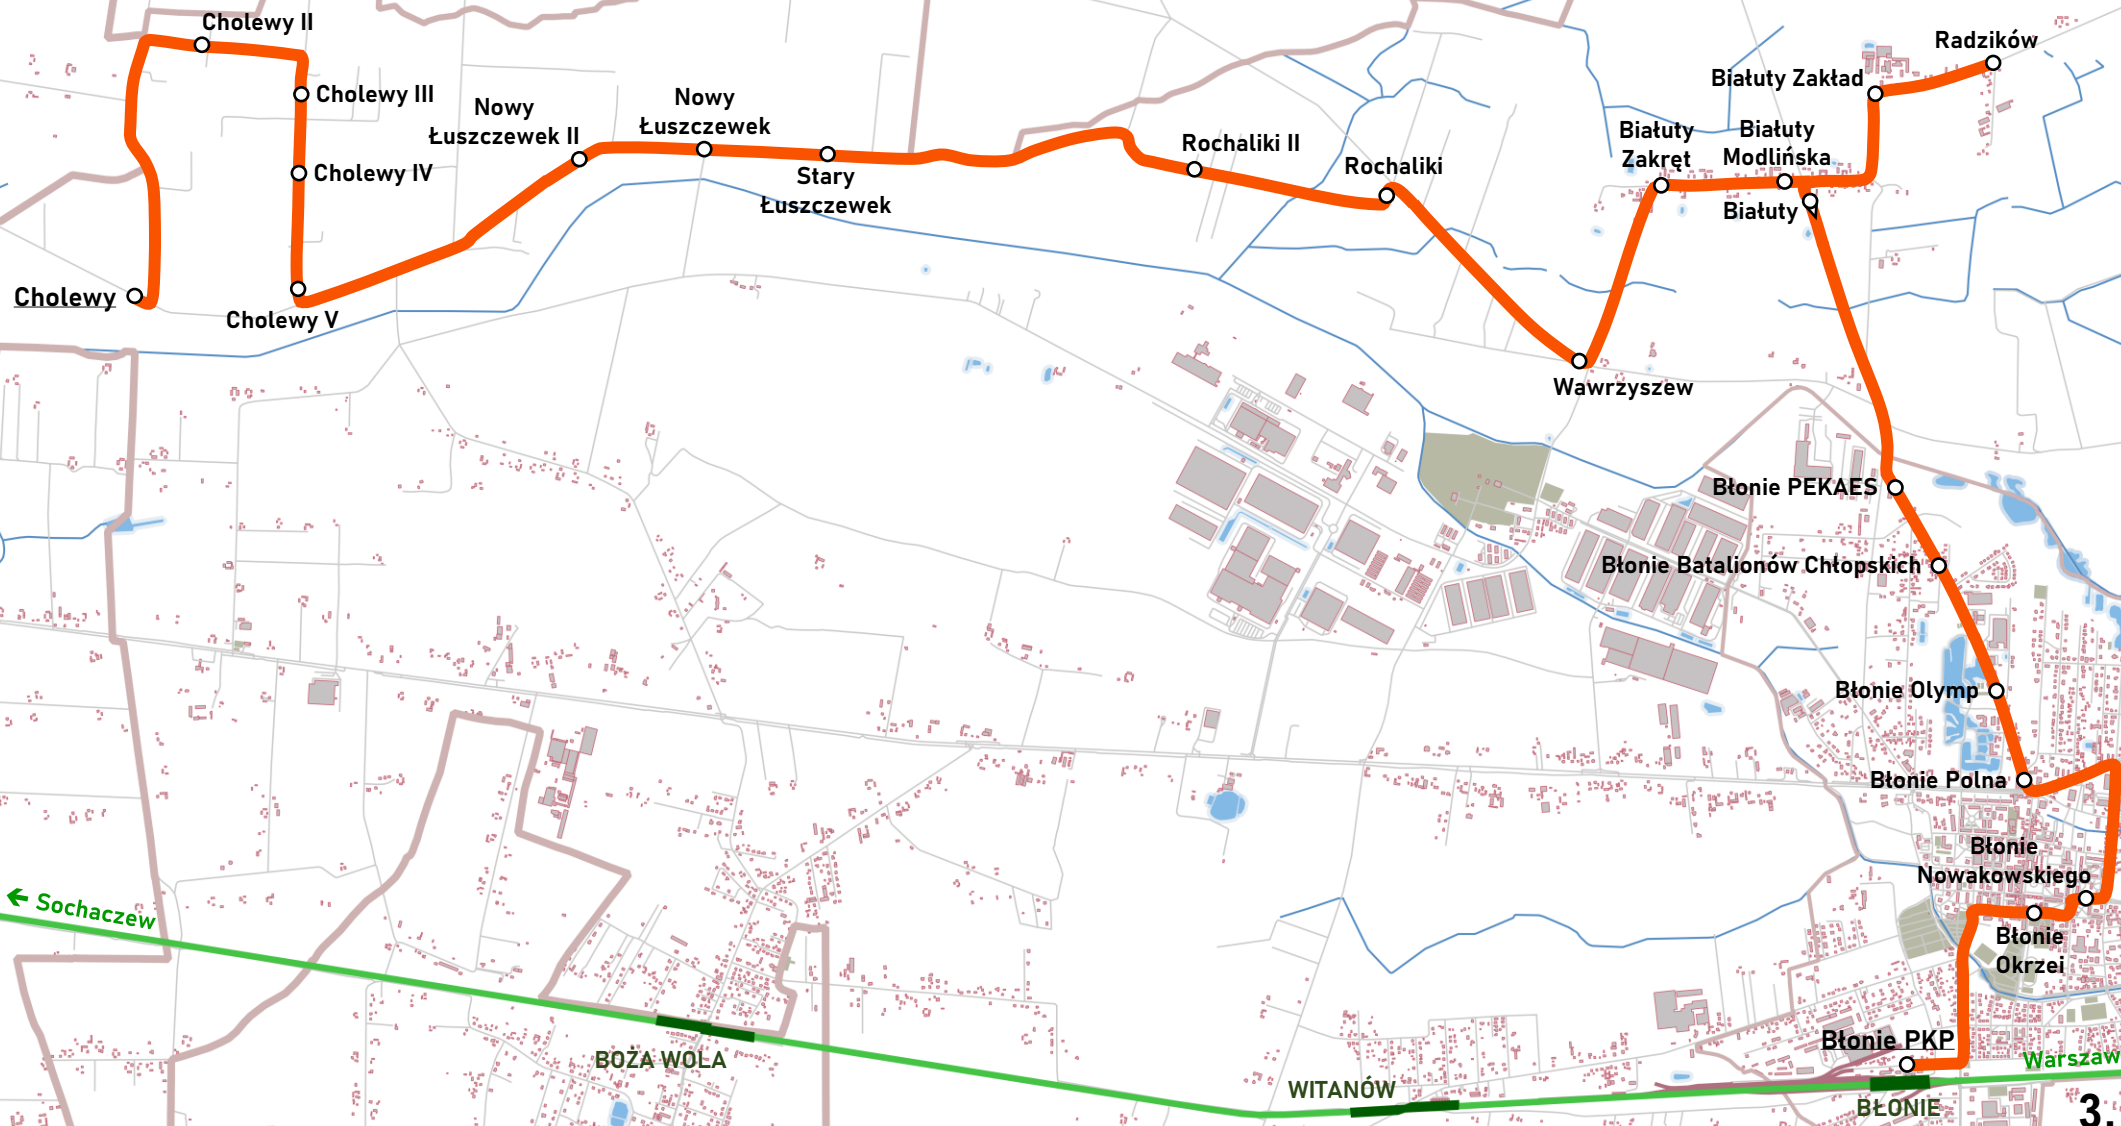 Cholewy II
Radzików
Białuty Zakład
Cholewy III
Nowy
Łuszczewek II
Nowy
Łuszczewek
Białuty
Zakręt
Białuty
Modlińska
Rochaliki II
Rochaliki
Cholewy IV
Stary
Łuszczewek
Białuty
Cholewy
Cholewy V
Wawrzyszew
Błonie PEKAES
Błonie Batalionów Chłopskich
Błonie Olymp
Błonie Polna
Błonie
Nowakowskiego
← Sochaczew
Błonie
Okrzei
Błonie PKP
BOŻA WOLA
WITANÓW
Warszaw
BŁONIE
3.